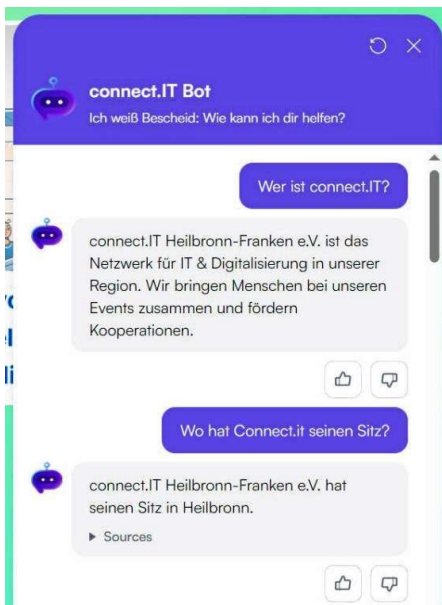 connect.IT Bot
Ich weiß Bescheid: Wie kann ich dir helfen?
Wer ist connect.IT?
connect.IT Heilbronn-Franken e.V. ist das
Netzwerk für IT & Digitalisierung in unserer
Region. Wir bringen Menschen bei unseren
Events zusammen und fördern
Kooperationen.
Wo hat Connect.it seinen Sitz?
connect.IT Heilbronn-Franken e.V. hat
seinen Sitz in Heilbronn.
Sources